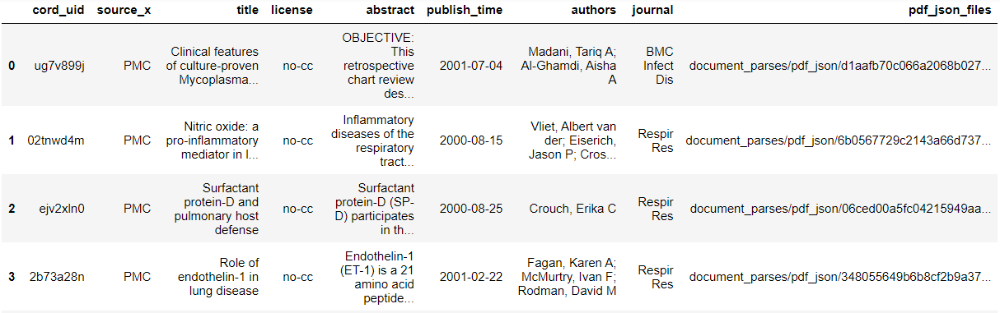 cord_uid source_x title license abstract publish_time authors journal pdf_json_files
0 ug7v899j PMC Clinical features of culture-proven Mycoplasma... no-cc OBJECTIVE: This retrospective chart review des... 2001-07-04 Madani, Tariq A; Al-Ghamdi, Aisha A BMC Infect Dis document_parses/pdf_json/d1aafb70c066a2068b027...
1 02tnwd4m PMC Nitric oxide: a pro-inflammatory mediator in l... no-cc Inflammatory diseases of the respiratory tract... 2000-08-15 Vliet, Albert van der; Eiserich, Jason P; Cros... Respir Res document_parses/pdf_json/6b0567729c2143a66d737...
2 ejv2xln0 PMC Surfactant protein-D and pulmonary host defense no-cc Surfactant protein-D (SP-D) participates in th... 2000-08-25 Crouch, Erika C Respir Res document_parses/pdf_json/06ced00a5fc04215949aa...
3 2b73a28n PMC Role of endothelin-1 in lung disease no-cc Endothelin-1 (ET-1) is a 21 amino acid peptide... 2001-02-22 Fagan, Karen A; McMurtry, Ivan F; Rodman, David M Respir Res document_parses/pdf_json/348055649b6b8cf2b9a37...